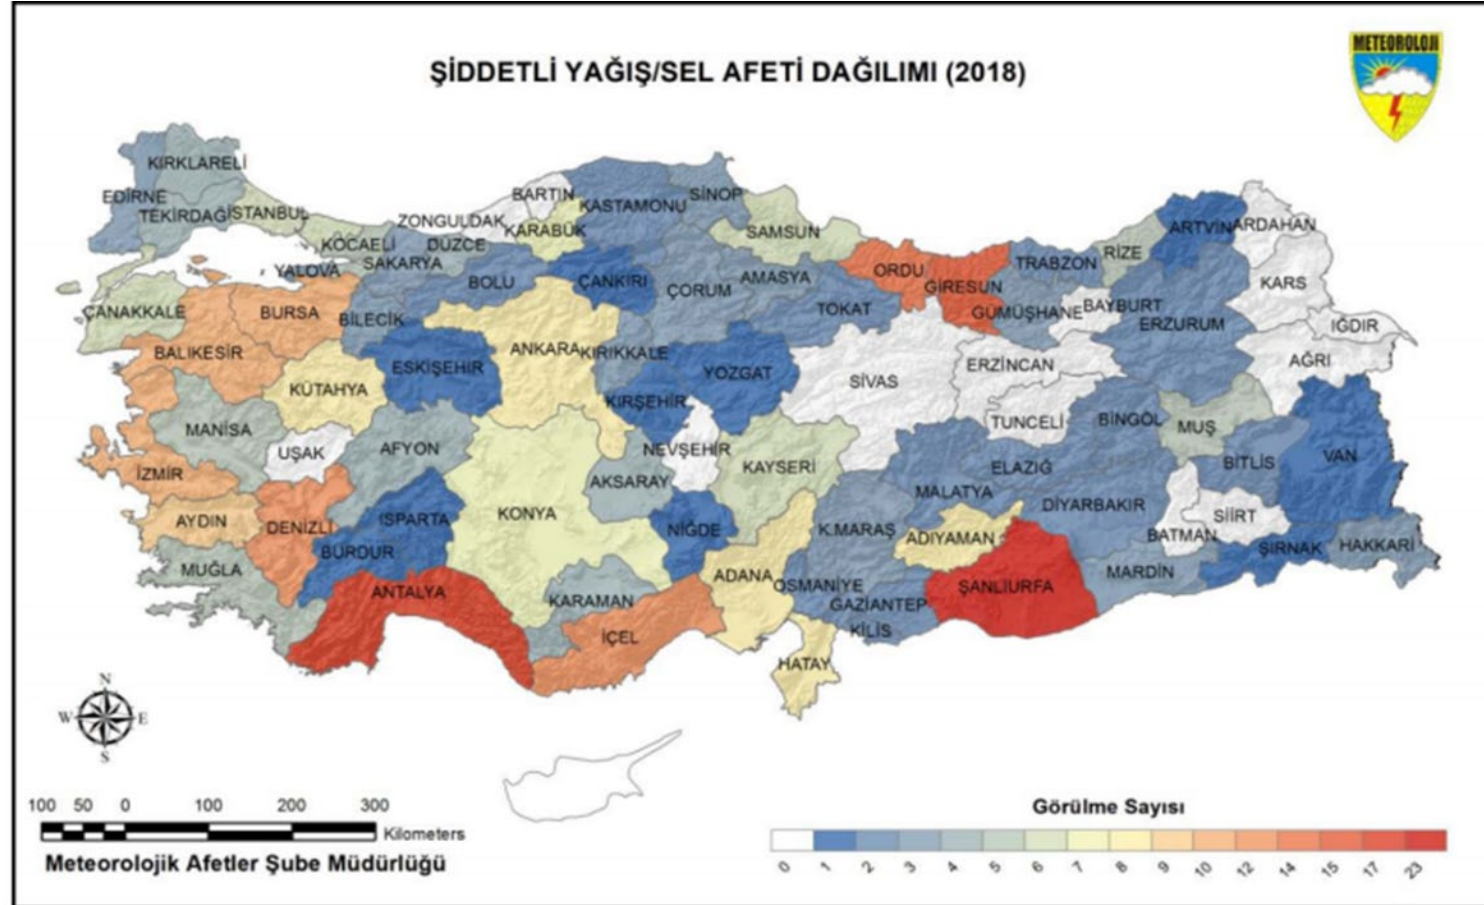 ŞİDDETLİ YAĞIŞ/SEL AFETİ DAĞILIMI (2018)
METEOROLOJI
KIRKLARELİ
EDİRNE
TEKİRDAĞ
İSTANBUL
KOCAELİ
YALOVA
SAKARYA
ZONGULDAK
DÜZCE
BARTIN
KARABÜK
KASTAMONU
SİNOP
SAMSUN
BOLU
ÇANKIRI
ÇORUM
AMASYA
TOKAT
ORDU
GİRESUN
TRABZON
GÜMÜŞHANE
RİZE
BAYBURT
ARTVİN
ARDAHAN
KARS
IĞDIR
AĞRI
ERZURUM
ERZİNCAN
TUNCELİ
SİVAS
ÇANAKKALE
BURSA
BİLECİK
BALIKESİR
KÜTAHYA
ESKİŞEHİR
ANKARA
KIRIKKALE
KIRŞEHİR
YOZGAT
NEVŞEHİR
KAYSERİ
MANİSA
UŞAK
AFYON
AKSARAY
İZMİR
AYDIN
DENİZLİ
ISPARTA
BURDUR
KONYA
NİĞDE
MUĞLA
ANTALYA
KARAMAN
İÇEL
ADANA
OSMANİYE
HATAY
K.MARAŞ
GAZİANTEP
KİLİS
ADIYAMAN
MALATYA
ELAZIĞ
BİNGÖL
MUŞ
BİTLİS
VAN
DİYARBAKIR
ŞANLIURFA
MARDİN
BATMAN
SİİRT
ŞIRNAK
HAKKARİ
N
W E
S
100 50 0 100 200 300
Kilometers
Meteorolojik Afetler Şube Müdürlüğü
Görülme Sayısı
0 1 2 3 4 5 6 7 8 9 10 12 14 15 17 23